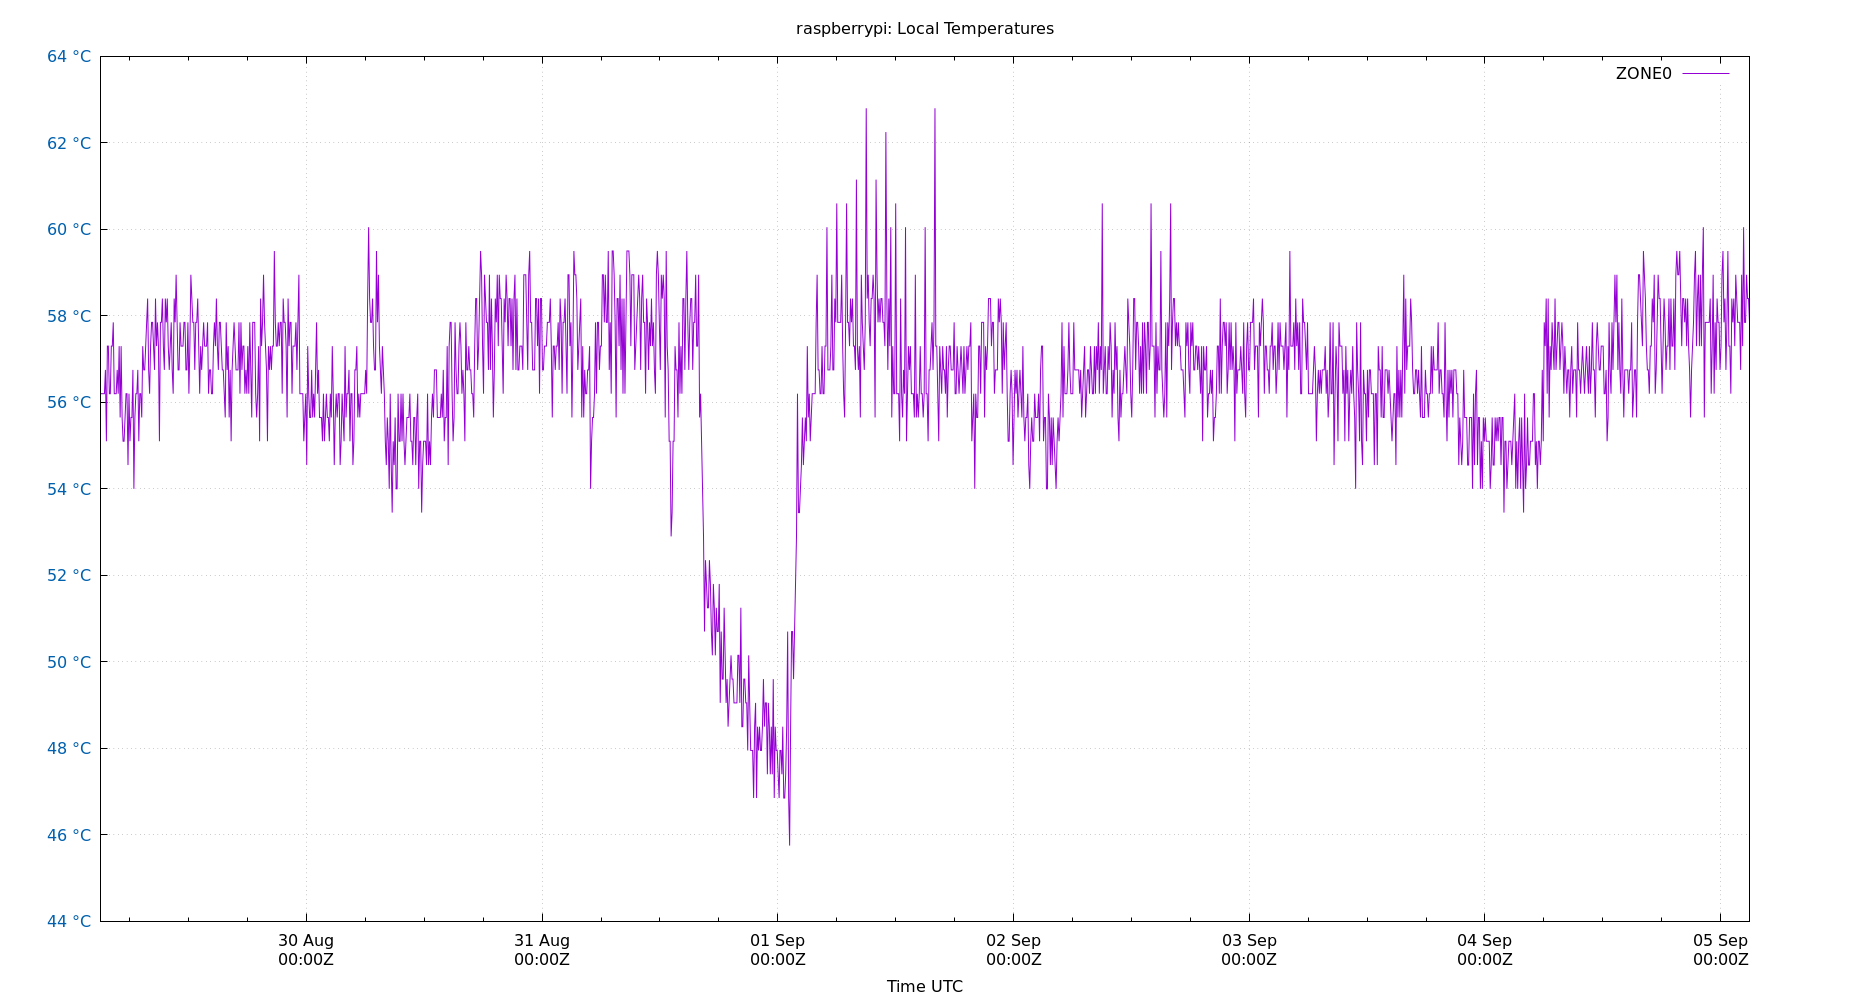 raspberrypi: Local Temperatures
64 °C
ZONE0
62 °C
60 °C
58 °C
56 °C
54 °C
52 °C
50 °C
48 °C
46 °C
44 °C
30 Aug 31 Aug 01 Sep 02 Sep 03 Sep 04 Sep 05 Sep
00:00Z 00:00Z 00:00Z 00:00Z 00:00Z 00:00Z 00:00Z
Time UTC